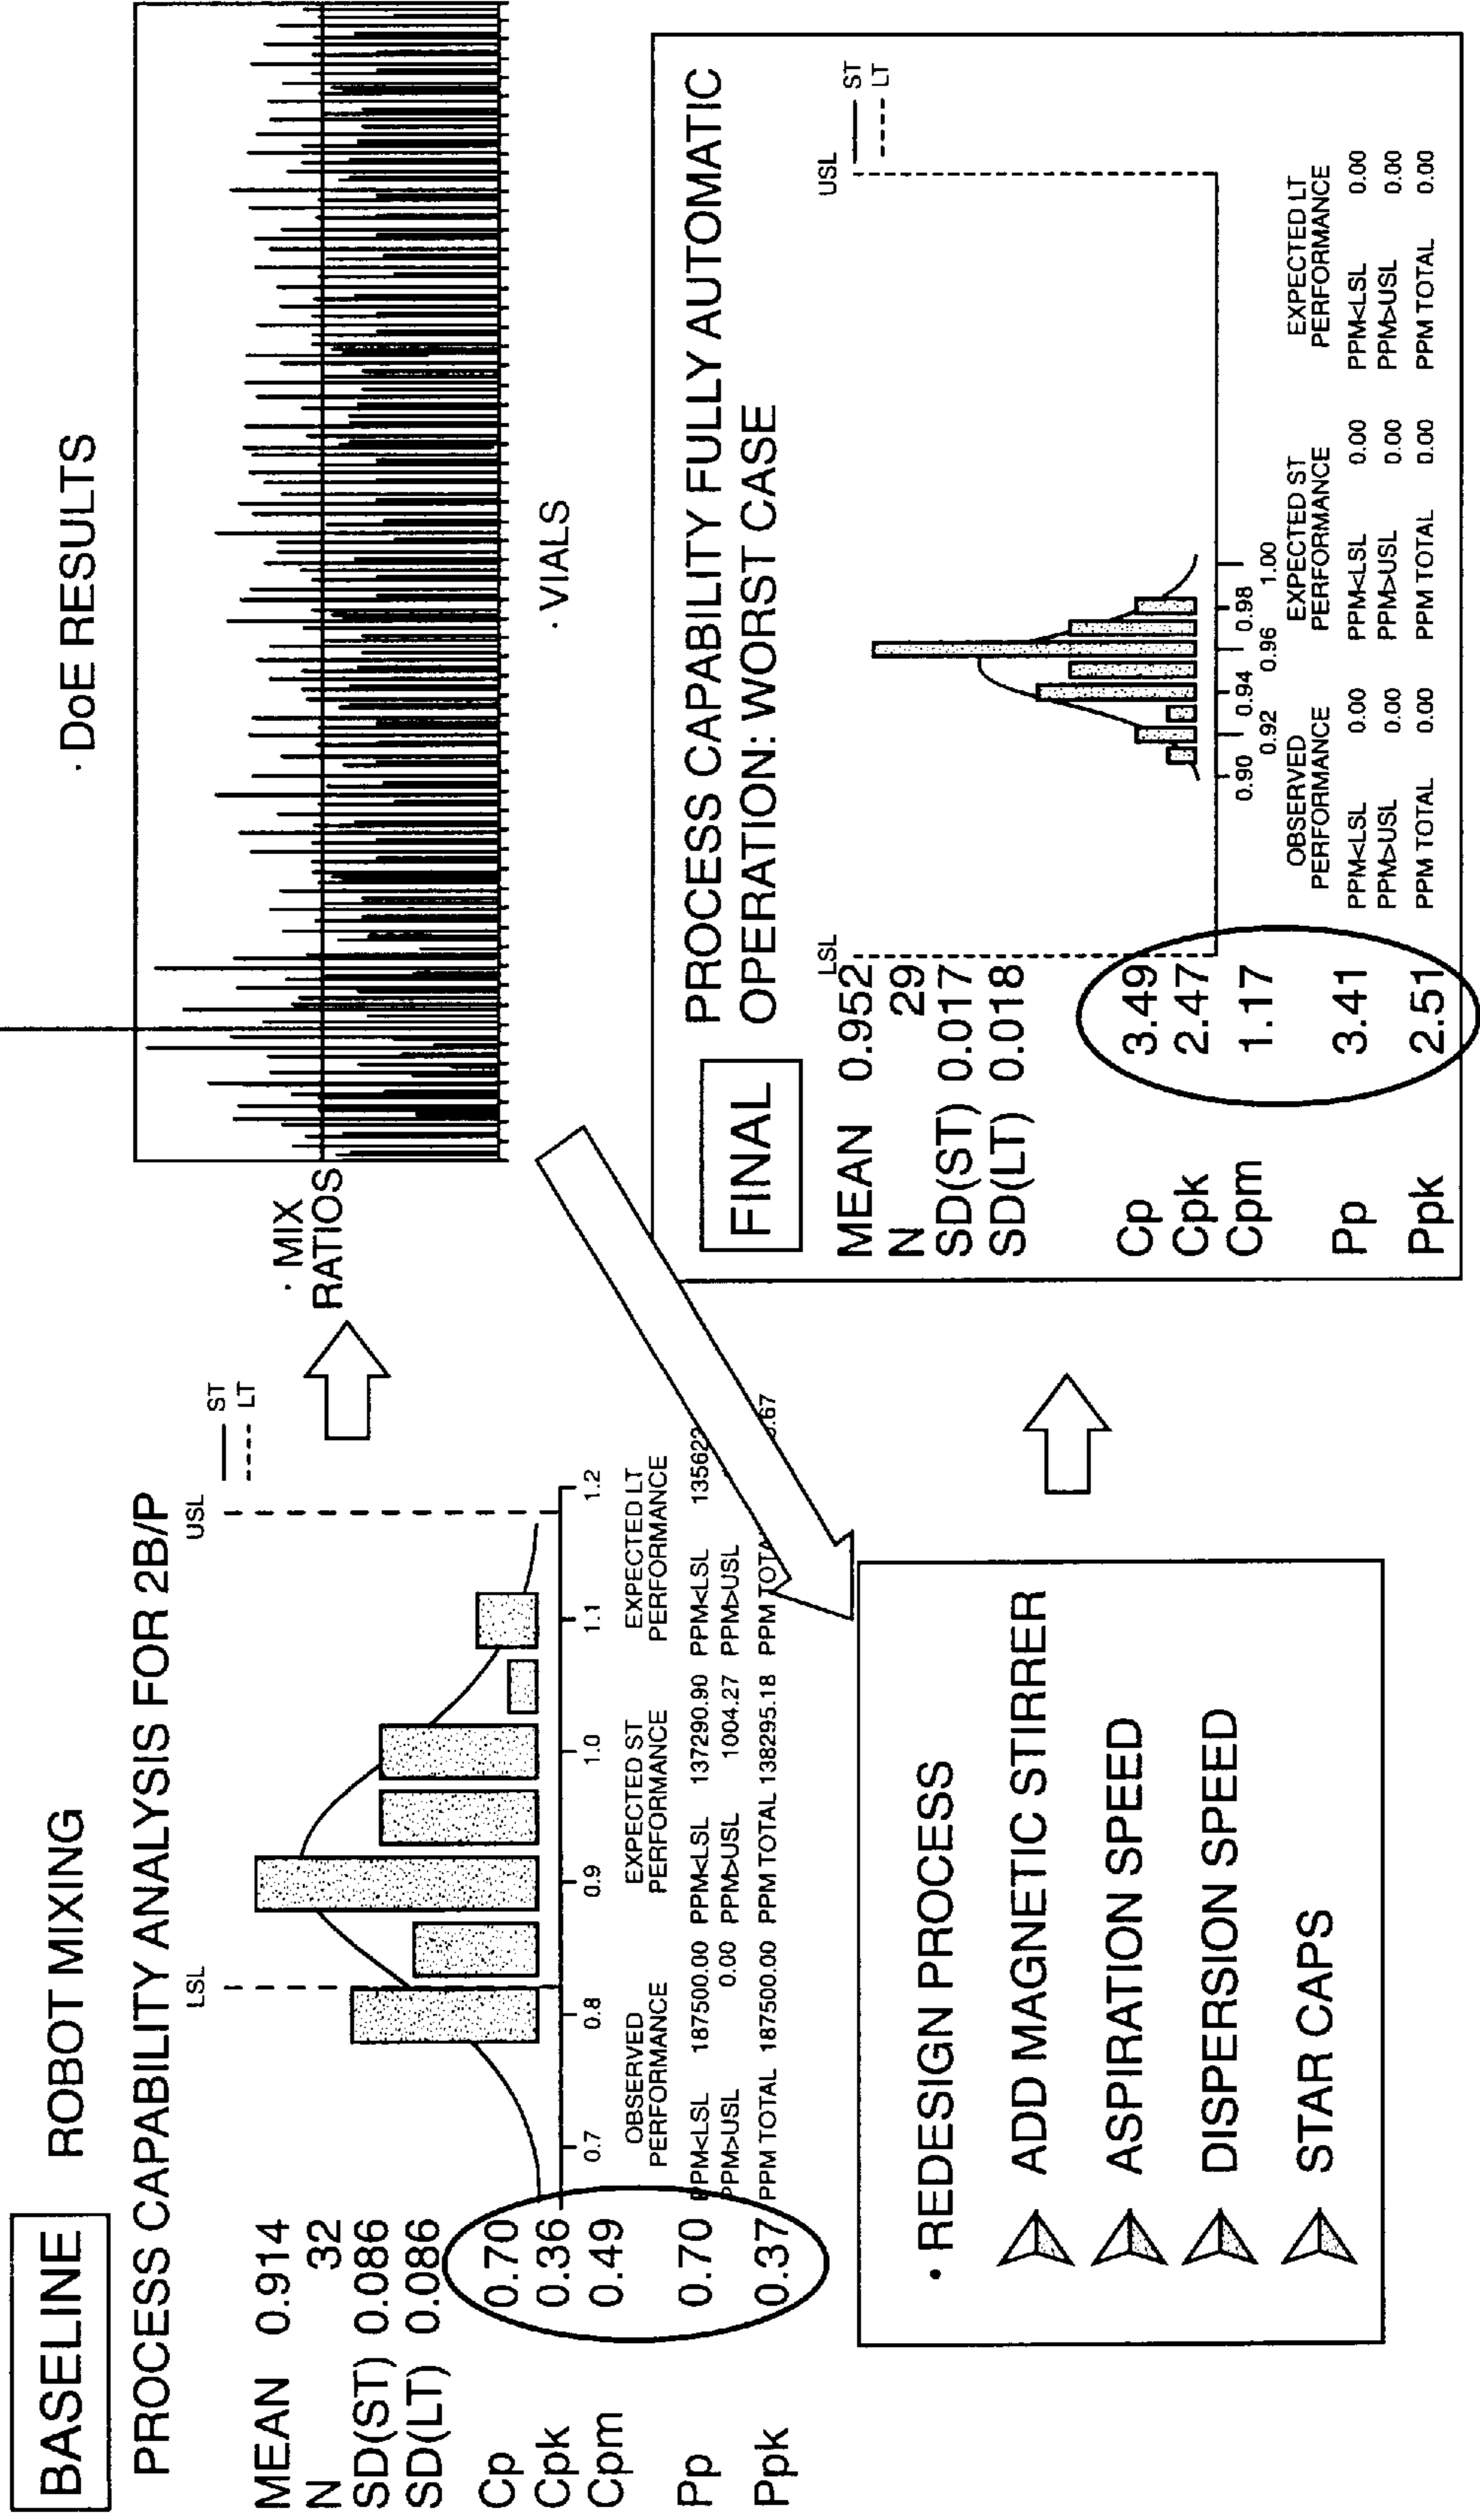 BASELINE
ROBOT MIXING
PROCESS CAPABILITY ANALYSIS FOR 2B/P
MEAN 0.914
N 32
SD(ST) 0.086
SD(LT) 0.086
Cp 0.70
Cpk 0.36
Cpm 0.49
Pp 0.70
Ppk 0.37
LSL
USL
ST
LT
0.7 0.8 0.9 1.0 1.1 1.2
OBSERVED PERFORMANCE
PPM<LSL 187500.00
PPM>USL 0.00
PPM TOTAL 187500.00
EXPECTED ST PERFORMANCE
PPM<LSL 137290.90
PPM>USL 1004.27
PPM TOTAL 138295.18
EXPECTED LT PERFORMANCE
PPM<LSL
PPM>USL
PPM
· MIX
RATIOS
· DoE RESULTS
· VIALS
• REDESIGN PROCESS
ADD MAGNETIC STIRRER
ASPIRATION SPEED
DISPERSION SPEED
STAR CAPS
FINAL
PROCESS CAPABILITY FULLY AUTOMATIC
OPERATION: WORST CASE
MEAN 0.952
N 29
SD(ST) 0.017
SD(LT) 0.018
Cp 3.49
Cpk 2.47
Cpm 1.17
Pp 3.41
Ppk 2.51
LSL
USL
ST
LT
0.90 0.92 0.94 0.96 0.98 1.00
OBSERVED PERFORMANCE
PPM<LSL 0.00
PPM>USL 0.00
PPM TOTAL 0.00
EXPECTED ST PERFORMANCE
PPM<LSL 0.00
PPM>USL 0.00
PPM TOTAL 0.00
EXPECTED LT PERFORMANCE
PPM<LSL 0.00
PPM>USL 0.00
PPM TOTAL 0.00